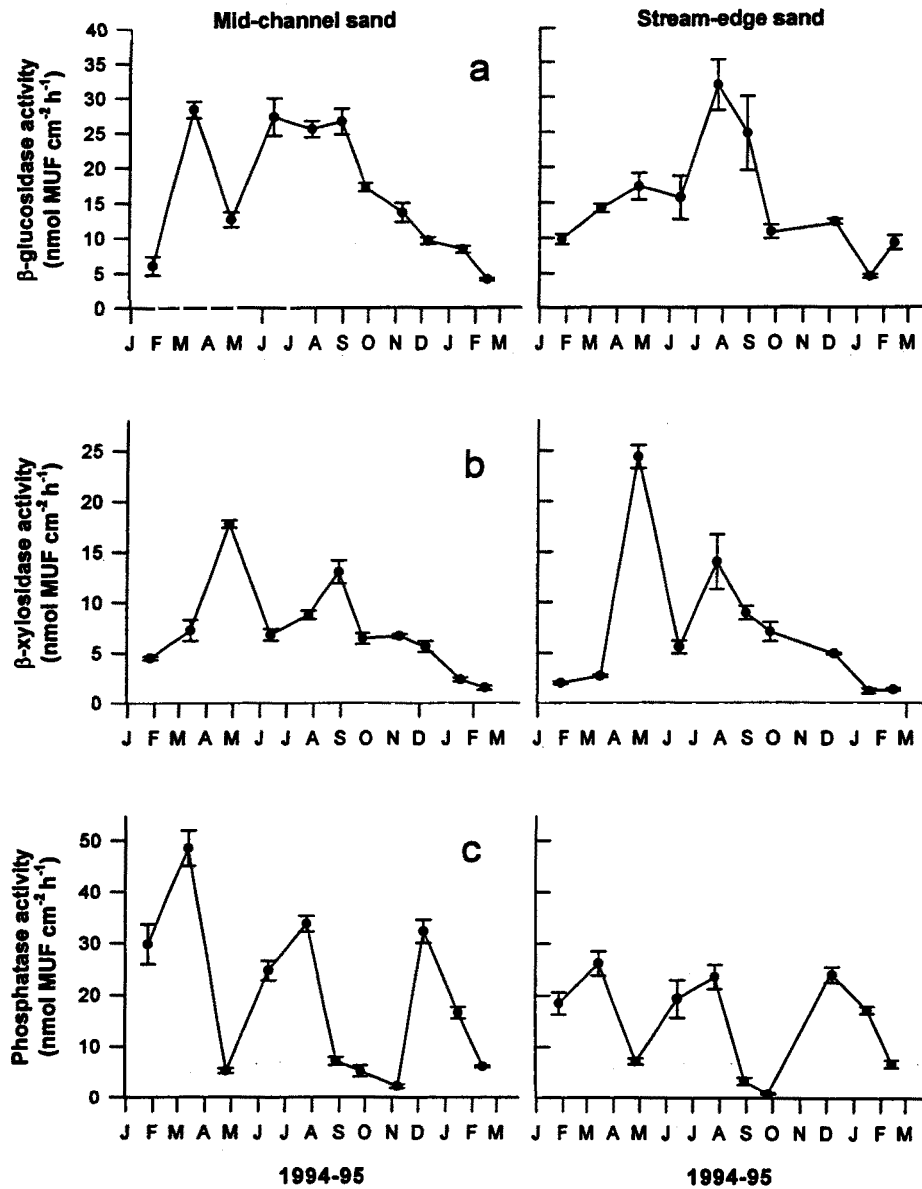 Mid-channel sand
Stream-edge sand
β-glucosidase activity
(nmol MUF cm-2 h-1)
40
35
30
25
20
15
10
5
0
a
J F M A M J J A S O N D J F M
J F M A M J J A S O N D J F M
β-xylosidase activity
(nmol MUF cm-2 h-1)
25
20
15
10
5
0
b
J F M A M J J A S O N D J F M
J F M A M J J A S O N D J F M
Phosphatase activity
(nmol MUF cm-2 h-1)
50
40
30
20
10
0
c
J F M A M J J A S O N D J F M
J F M A M J J A S O N D J F M
1994-95
1994-95